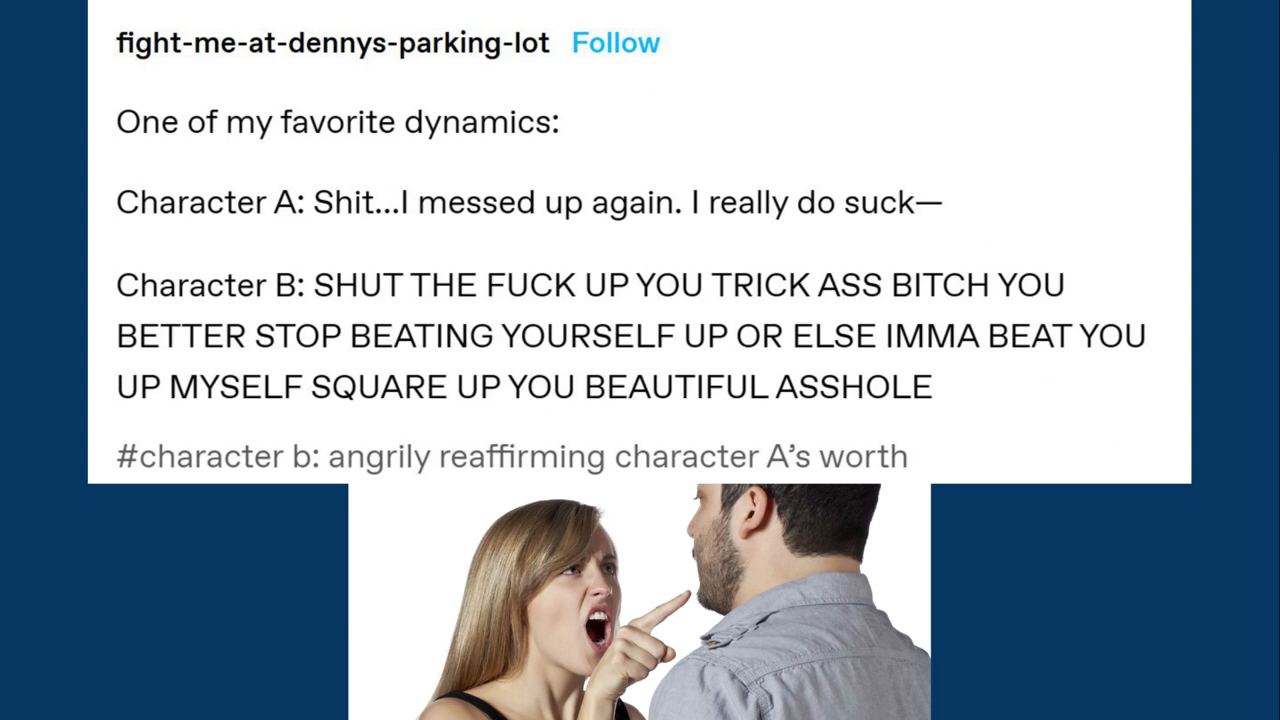 fight-me-at-dennys-parking-lot Follow
One of my favorite dynamics:
Character A: Shit...I messed up again. I really do suck—
Character B: SHUT THE FUCK UP YOU TRICK ASS BITCH YOU
BETTER STOP BEATING YOURSELF UP OR ELSE IMMA BEAT YOU
UP MYSELF SQUARE UP YOU BEAUTIFUL ASSHOLE
#character b: angrily reaffirming character A’s worth